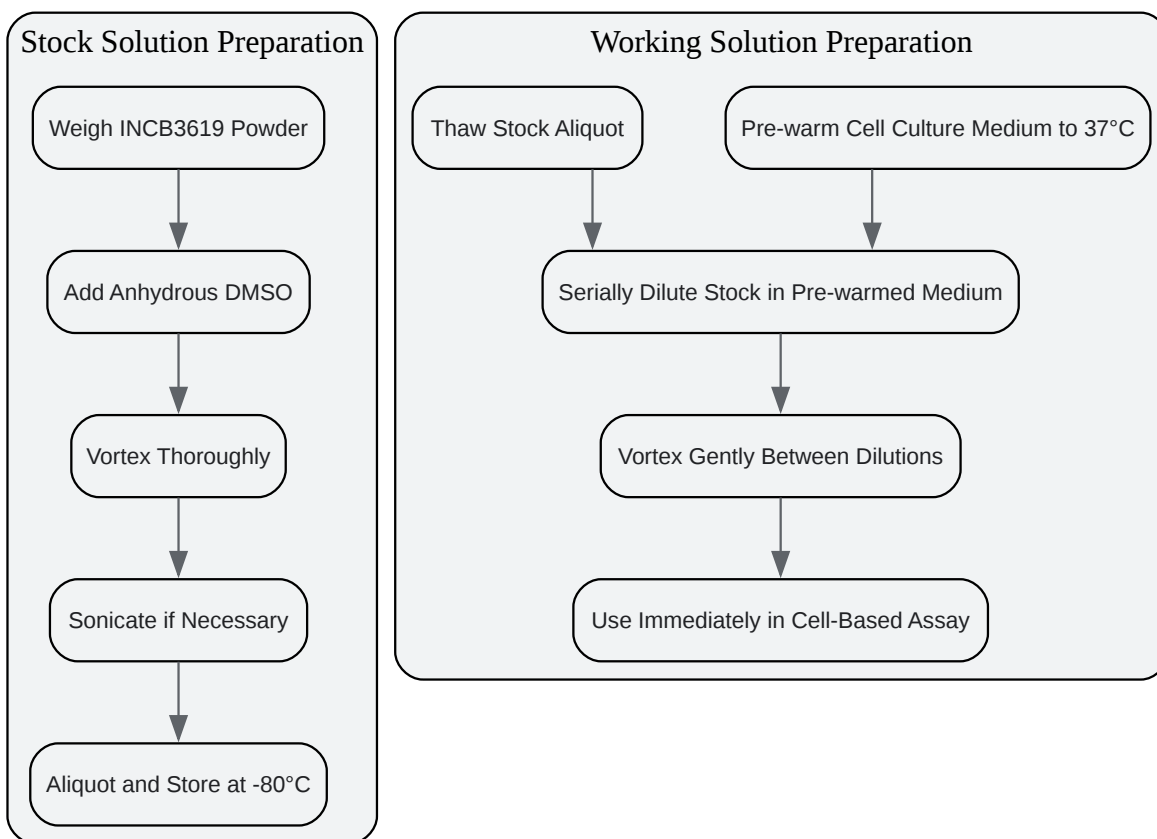 Stock Solution Preparation
Weigh INCB3619 Powder
Add Anhydrous DMSO
Vortex Thoroughly
Sonicate if Necessary
Aliquot and Store at -80°C
Working Solution Preparation
Thaw Stock Aliquot
Pre-warm Cell Culture Medium to 37°C
Serially Dilute Stock in Pre-warmed Medium
Vortex Gently Between Dilutions
Use Immediately in Cell-Based Assay